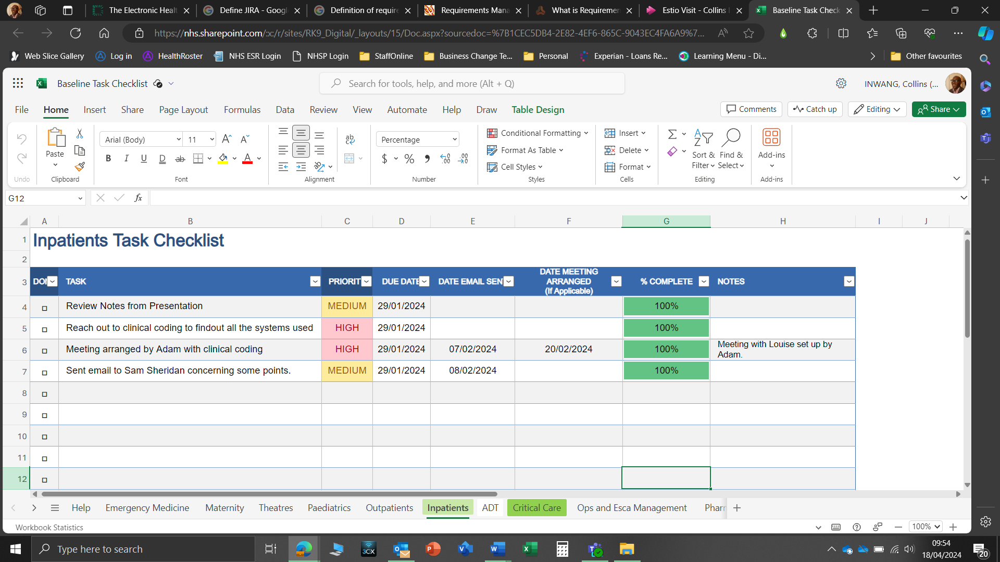 The Electronic Healt
Define JIRA - Googl
Definition of require
Requirements Mana
What is Requiremen
Estio Visit - Collins
Baseline Task Check
https://nhs.sharepoint.com/:x:/r/sites/RK9_Digital/_layouts/15/Doc.aspx?sourcedoc=%7B1CEC5DB4-2E82-4EF6-865C-9043EC4FA6A9%7...
Web Slice Gallery
Log in
HealthRoster
NHS ESR Login
NHSP Login
StaffOnline
Business Change Te...
Personal
Experian - Loans Re...
Learning Menu - Di...
Other favourites
Baseline Task Checklist
Search for tools, help, and more (Alt + Q)
INWANG, Collins (...
File Home Insert Share Page Layout Formulas Data Review View Automate Help Draw Table Design
Comments Catch up Editing Share
Paste
Arial (Body) 11
Percentage
Conditional Formatting
Format As Table
Cell Styles
Insert
Delete
Format
Sort & Filter
Find & Select
Add-ins
Undo Clipboard Font Alignment Number Styles Cells Editing Add-ins
G12
fx
A B C D E F G H I J
1 Inpatients Task Checklist
2
3 DON TASK PRIORIT DUE DATE DATE EMAIL SEN DATE MEETING ARRANGED (If Applicable) % COMPLETE NOTES
4 Review Notes from Presentation MEDIUM 29/01/2024 100%
5 Reach out to clinical coding to findout all the systems used HIGH 29/01/2024 100%
6 Meeting arranged by Adam with clinical coding HIGH 29/01/2024 07/02/2024 20/02/2024 100% Meeting with Louise set up by Adam.
7 Sent email to Sam Sheridan concerning some points. MEDIUM 29/01/2024 08/02/2024 100%
8
9
10
11
12
Help Emergency Medicine Maternity Theatres Paediatrics Outpatients Inpatients ADT Critical Care Ops and Esca Management Pharr
Workbook Statistics
100%
Type here to search
3CX
09:54
18/04/2024
20